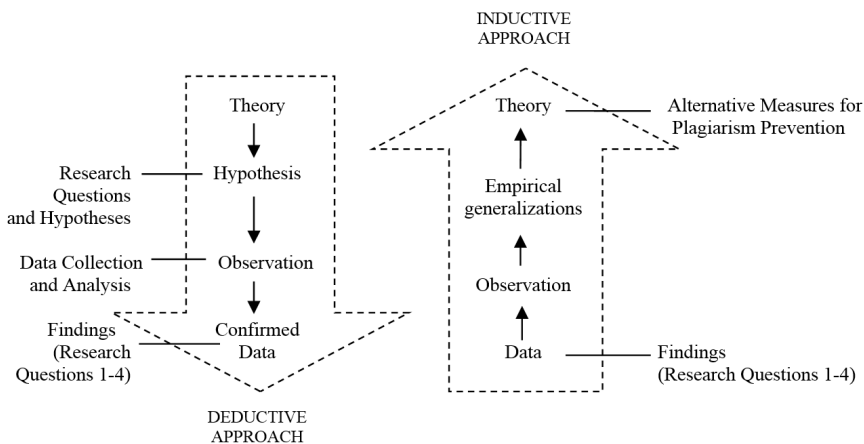 INDUCTIVE
APPROACH
Theory
Research
Questions
and Hypotheses
Hypothesis
Data Collection
and Analysis
Observation
Findings
(Research
Questions 1-4)
Confirmed
Data
DEDUCTIVE
APPROACH
Theory
Alternative Measures for
Plagiarism Prevention
Empirical
generalizations
Observation
Data
Findings
(Research Questions 1-4)